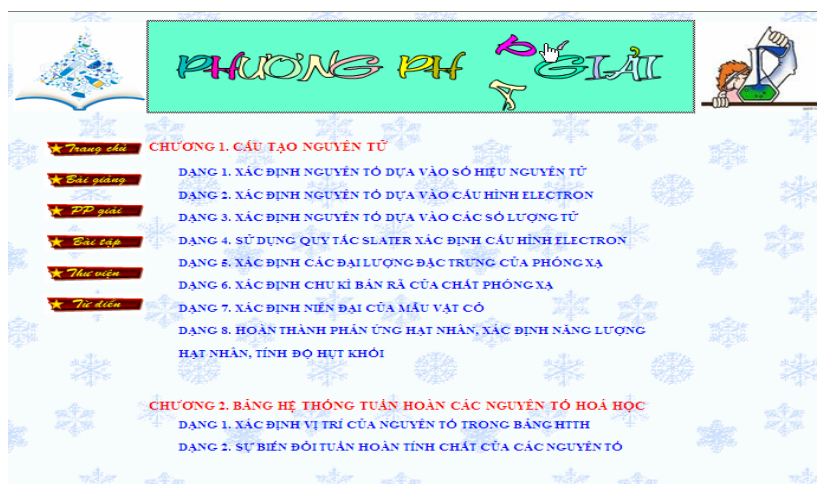 PHƯƠNG PHÁP GIẢI
Trang chủ
Bài giảng
PP giải
Bài tập
Thư viện
Từ điển
CHƯƠNG 1. CẤU TẠO NGUYÊN TỬ
DẠNG 1. XÁC ĐỊNH NGUYÊN TỐ DỰA VÀO SỐ HIỆU NGUYÊN TỬ
DẠNG 2. XÁC ĐỊNH NGUYÊN TỐ DỰA VÀO CẤU HÌNH ELECTRON
DẠNG 3. XÁC ĐỊNH NGUYÊN TỐ DỰA VÀO CÁC SỐ LƯỢNG TỬ
DẠNG 4. SỬ DỤNG QUY TẮC SLATER XÁC ĐỊNH CẤU HÌNH ELECTRON
DẠNG 5. XÁC ĐỊNH CÁC ĐẠI LƯỢNG ĐẶC TRƯNG CỦA PHÓNG XẠ
DẠNG 6. XÁC ĐỊNH CHU KÌ BÁN RÃ CỦA CHẤT PHÓNG XẠ
DẠNG 7. XÁC ĐỊNH NIÊN ĐẠI CỦA MẪU VẬT CỔ
DẠNG 8. HOÀN THÀNH PHẢN ỨNG HẠT NHÂN, XÁC ĐỊNH NĂNG LƯỢNG
HẠT NHÂN, TÍNH ĐỘ HỤT KHỐI
CHƯƠNG 2. BẢNG HỆ THỐNG TUẦN HOÀN CÁC NGUYÊN TỐ HOÁ HỌC
DẠNG 1. XÁC ĐỊNH VỊ TRÍ CỦA NGUYÊN TỐ TRONG BẢNG HTTH
DẠNG 2. SỰ BIẾN ĐỔI TUẦN HOÀN TÍNH CHẤT CỦA CÁC NGUYÊN TỐ